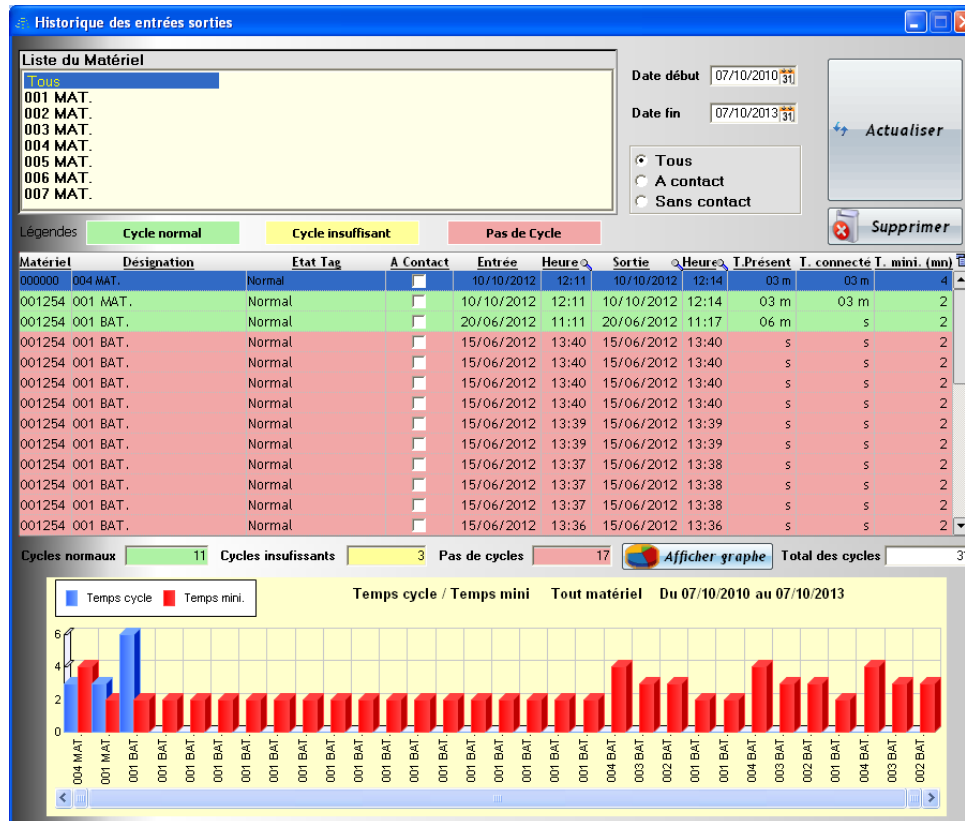 Historique des entrées sorties
Liste du Matériel
Tous
001 MAT.
002 MAT.
003 MAT.
004 MAT.
005 MAT.
006 MAT.
007 MAT.
Date début 07/10/2010 31
Date fin 07/10/2013 31
Tous
A contact
Sans contact
Actualiser
Supprimer
Légendes Cycle normal Cycle insuffisant Pas de Cycle
Matériel Désignation Etat Tag A Contact Entrée Heure Sortie Heure T.Présent T. connecté T. mini. (mn)
000000 004 MAT. Normal 10/10/2012 12:11 10/10/2012 12:14 03 m 03 m 4
001254 001 MAT. Normal 10/10/2012 12:11 10/10/2012 12:14 03 m 03 m 2
001254 001 BAT. Normal 20/06/2012 11:11 20/06/2012 11:17 06 m s 2
001254 001 BAT. Normal 15/06/2012 13:40 15/06/2012 13:40 s s 2
001254 001 BAT. Normal 15/06/2012 13:40 15/06/2012 13:40 s s 2
001254 001 BAT. Normal 15/06/2012 13:40 15/06/2012 13:40 s s 2
001254 001 BAT. Normal 15/06/2012 13:40 15/06/2012 13:40 s s 2
001254 001 BAT. Normal 15/06/2012 13:39 15/06/2012 13:39 s s 2
001254 001 BAT. Normal 15/06/2012 13:39 15/06/2012 13:39 s s 2
001254 001 BAT. Normal 15/06/2012 13:37 15/06/2012 13:38 s s 2
001254 001 BAT. Normal 15/06/2012 13:37 15/06/2012 13:38 s s 2
001254 001 BAT. Normal 15/06/2012 13:37 15/06/2012 13:38 s s 2
001254 001 BAT. Normal 15/06/2012 13:36 15/06/2012 13:36 s s 2
Cycles normaux 11 Cycles insufissants 3 Pas de cycles 17 Afficher graphe Total des cycles
Temps cycle Temps mini. Temps cycle / Temps mini Tout matériel Du 07/10/2010 au 07/10/2013
6
4
2
0
004 MAT. 001 MAT. 001 BAT. 001 BAT. 001 BAT. 001 BAT. 001 BAT. 001 BAT. 001 BAT. 001 BAT. 001 BAT. 001 BAT. 001 BAT. 001 BAT. 001 BAT. 001 BAT. 001 BAT. 001 BAT. 001 BAT. 004 BAT. 003 BAT. 002 BAT. 001 BAT. 001 BAT. 004 BAT. 003 BAT. 002 BAT. 001 BAT. 004 BAT. 003 BAT. 002 BAT.